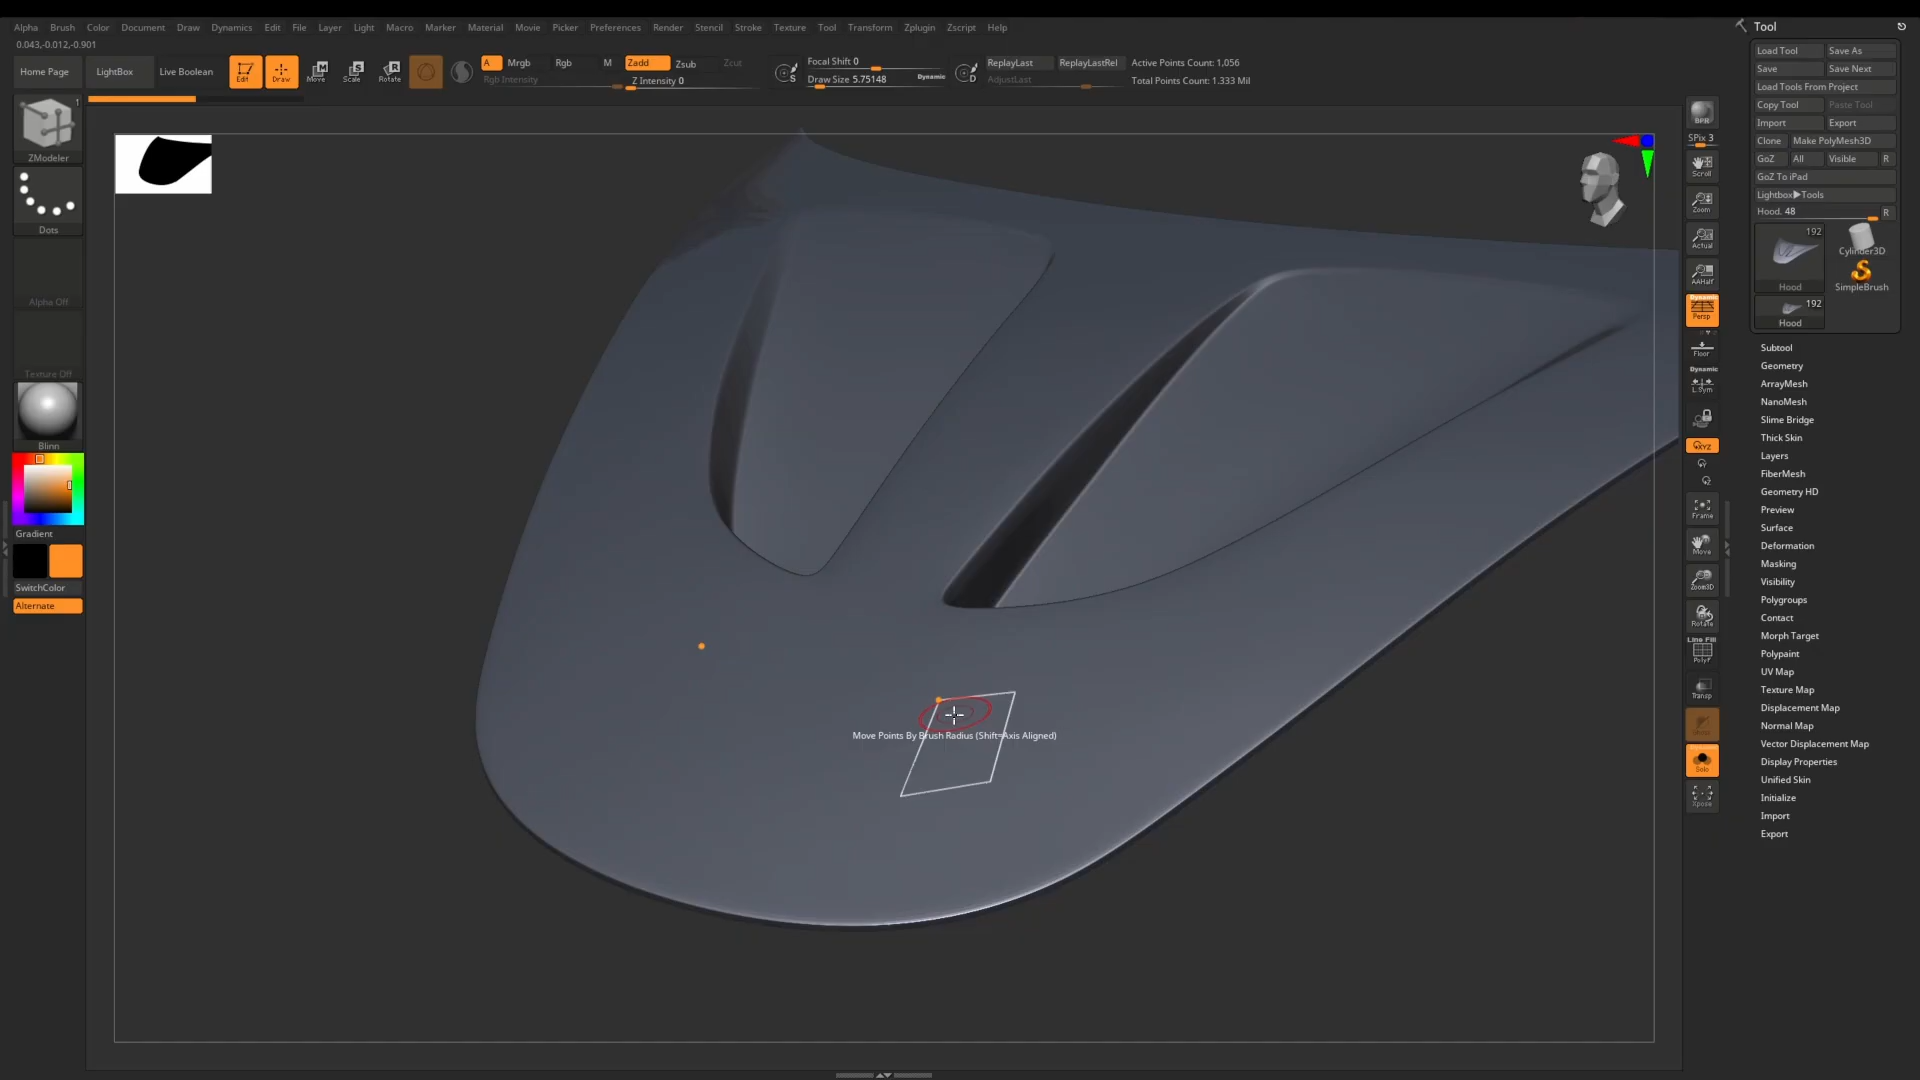 Alpha Brush Color Document Draw Dynamics Edit File Layer Light Macro Marker Material Movie Picker Preferences Render Stencil Stroke Texture Tool Transform Zplugin Zscript Help
0.043,-0.012,-0.901
Home Page LightBox Live Boolean Edit Draw Move Scale Rotate
A Mrgb Rgb M Zadd Zsub Zcut
Rgb Intensity Z Intensity 0
Focal Shift 0
Draw Size 5.75148 Dynamic
S D
ReplayLast ReplayLastRel Active Points Count: 1,056
AdjustLast Total Points Count: 1.333 Mil
1
ZModeler
Dots
Alpha Off
Texture Off
Blinn
Gradient
SwitchColor
Alternate
Move Points By Brush Radius (Shift=Axis Aligned)
BPR
SPix 3
Scroll
Zoom
Actual
AAHalf
Dynamic
Persp
Floor
Dynamic
L.Sym
XYZ
Frame
Move
Zoom3D
Rotate
Line Fill
PolyF
Transp
Solo
Xpose
Tool
Load Tool Save As
Save Save Next
Load Tools From Project
Copy Tool Paste Tool
Import Export
Clone Make PolyMesh3D
GoZ All Visible R
GoZ To iPad
Lightbox▶Tools
Hood. 48 R
192
Cylinder3D
Hood SimpleBrush
192
Hood
Subtool
Geometry
ArrayMesh
NanoMesh
Slime Bridge
Thick Skin
Layers
FiberMesh
Geometry HD
Preview
Surface
Deformation
Masking
Visibility
Polygroups
Contact
Morph Target
Polypaint
UV Map
Texture Map
Displacement Map
Normal Map
Vector Displacement Map
Display Properties
Unified Skin
Initialize
Import
Export